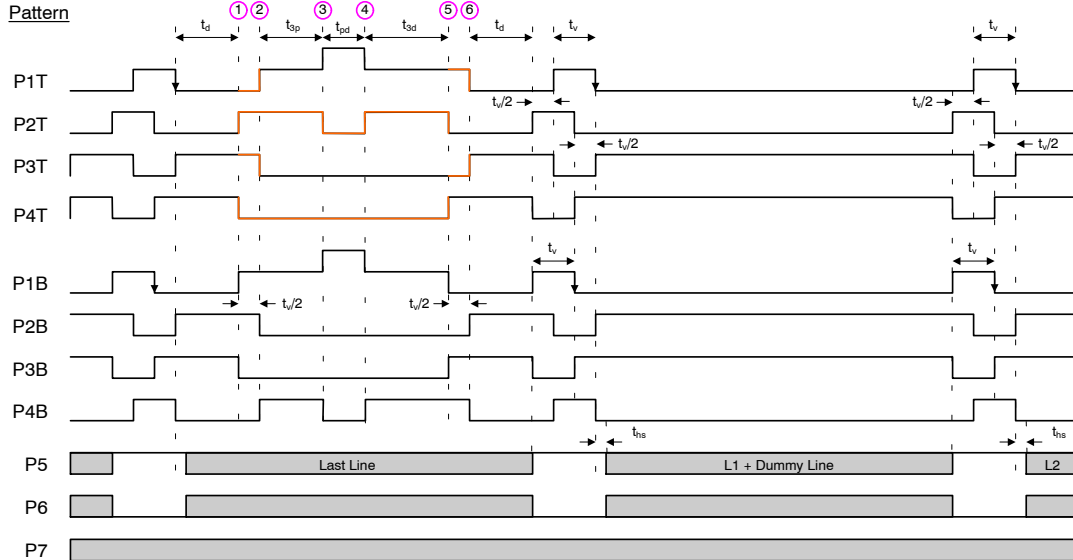 Pattern
1 2 3 4 5 6
td t3p tpd t3d td tv tv
P1T
tv/2 tv/2
P2T
tv/2 tv/2
P3T
P4T
tv tv
P1B
tv/2 tv/2
P2B
P3B
P4B
ths ths
P5 Last Line L1 + Dummy Line L2
P6
P7